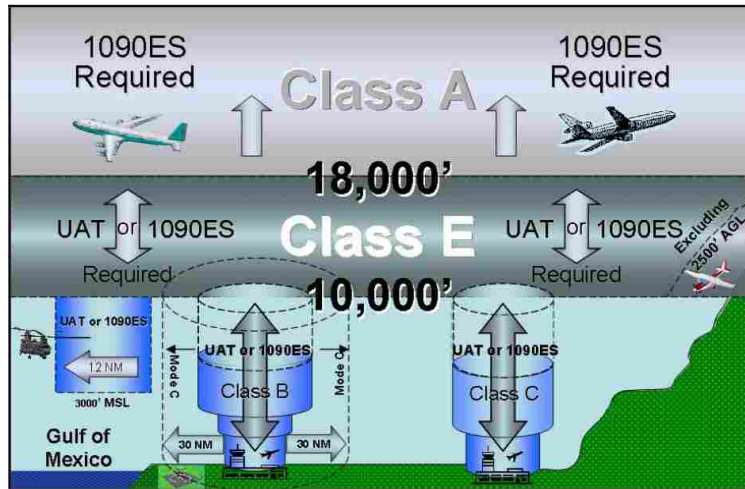 1090ES
Required
Class A
1090ES
Required
18,000'
UAT or 1090ES
Required
Class E
UAT or 1090ES
Required
Excluding
2500' AGL
10,000'
UAT or 1090ES
12 NM
3000' MSL
Gulf of
Mexico
Mode C
UAT or 1090ES
Mode C
Class B
30 NM
30 NM
UAT or 1090ES
Class C